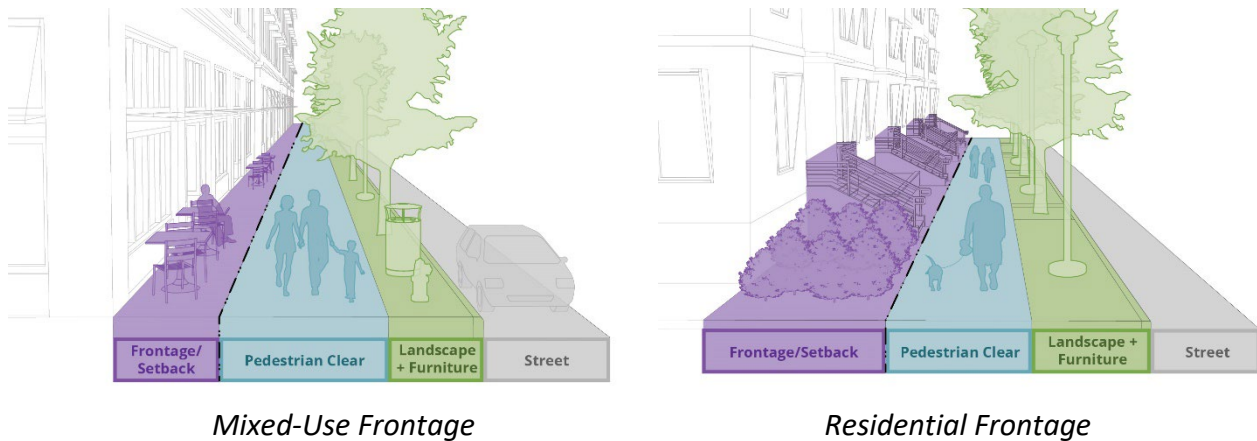 Frontage/
Setback
Pedestrian Clear
Landscape
+ Furniture
Street
Mixed-Use Frontage
Frontage/Setback
Pedestrian Clear
Landscape +
Furniture
Street
Residential Frontage